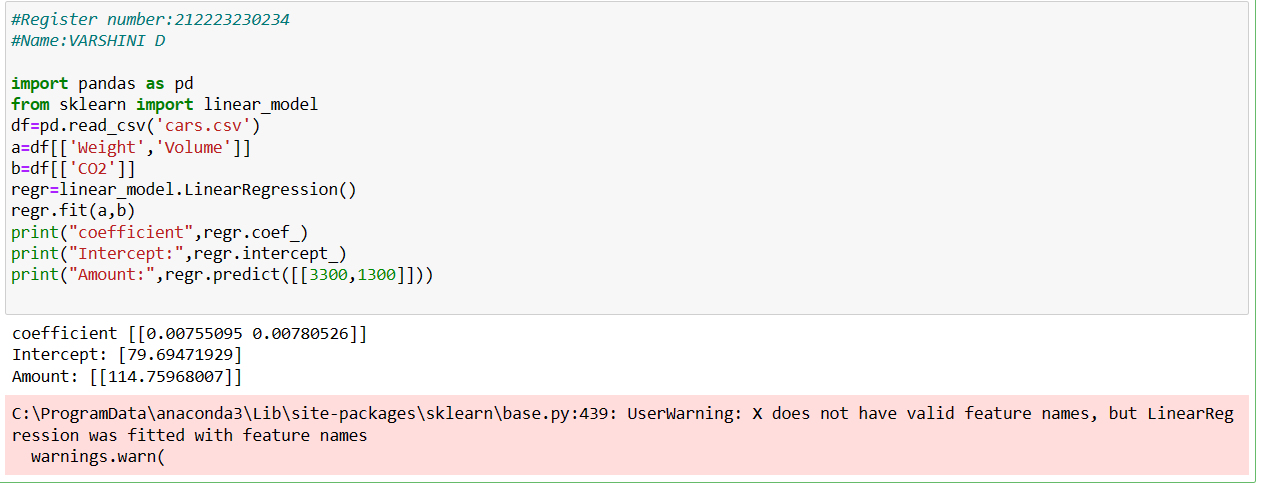 #Register number:212223230234
#Name:VARSHINI D
import pandas as pd
from sklearn import linear_model
df=pd.read_csv('cars.csv')
a=df[['Weight','Volume']]
b=df[['CO2']]
regr=linear_model.LinearRegression()
regr.fit(a,b)
print("coefficient",regr.coef_)
print("Intercept:",regr.intercept_)
print("Amount:",regr.predict([[3300,1300]]))
coefficient [[0.00755095 0.00780526]]
Intercept: [79.69471929]
Amount: [[114.75968007]]
C:\ProgramData\anaconda3\Lib\site-packages\sklearn\base.py:439: UserWarning: X does not have valid feature names, but LinearReg
ression was fitted with feature names
  warnings.warn(